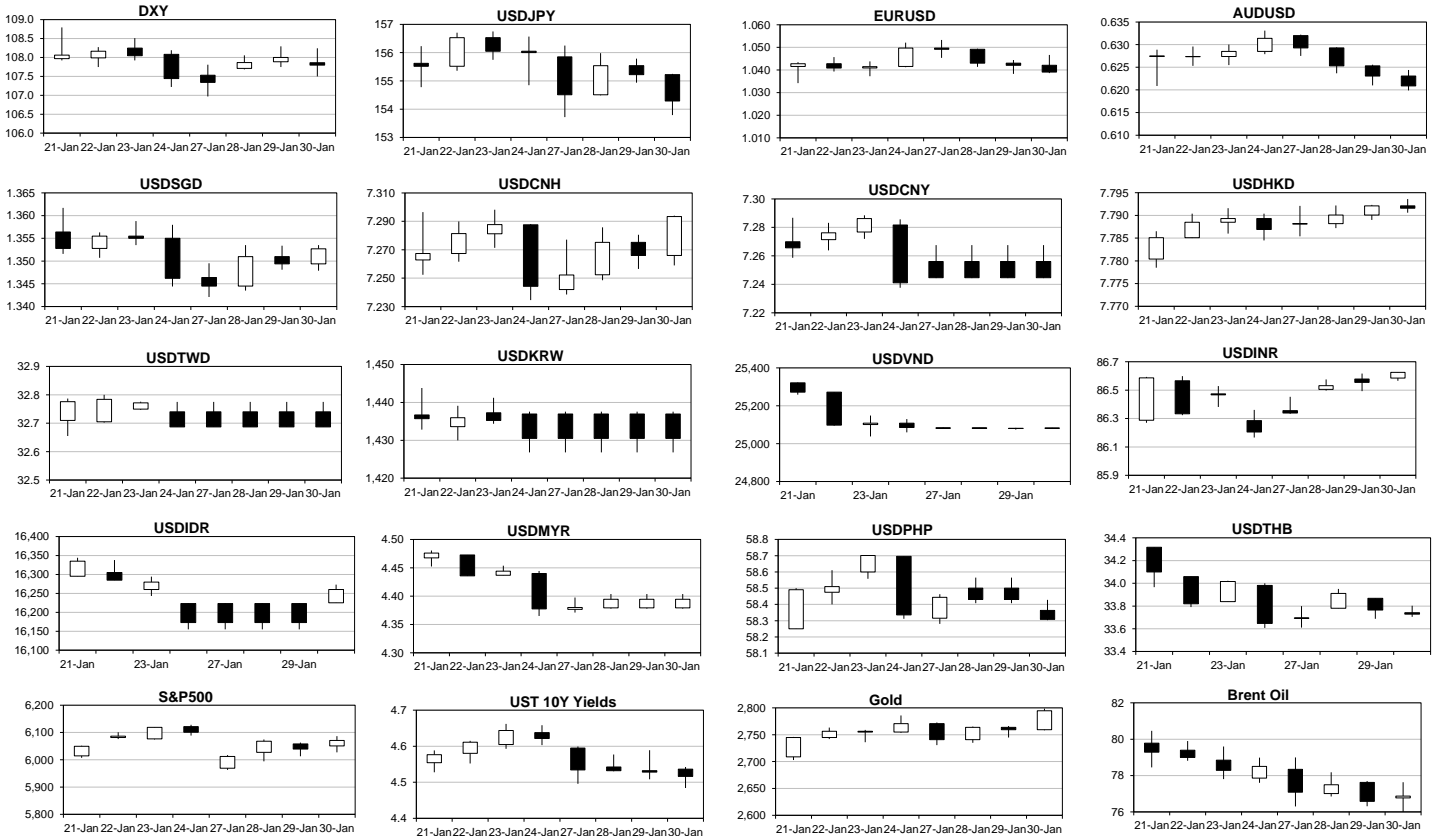 DXY
109.0
108.5
108.0
107.5
107.0
106.5
106.0
21-Jan 22-Jan 23-Jan 24-Jan 27-Jan 28-Jan 29-Jan 30-Jan
USDJPY
157
156
155
154
153
21-Jan 22-Jan 23-Jan 24-Jan 27-Jan 28-Jan 29-Jan 30-Jan
EURUSD
1.060
1.050
1.040
1.030
1.020
1.010
21-Jan 22-Jan 23-Jan 24-Jan 27-Jan 28-Jan 29-Jan 30-Jan
AUDUSD
0.635
0.630
0.625
0.620
0.615
0.610
21-Jan 22-Jan 23-Jan 24-Jan 27-Jan 28-Jan 29-Jan 30-Jan
USDSGD
1.365
1.360
1.355
1.350
1.345
1.340
21-Jan 22-Jan 23-Jan 24-Jan 27-Jan 28-Jan 29-Jan 30-Jan
USDCNH
7.310
7.290
7.270
7.250
7.230
21-Jan 22-Jan 23-Jan 24-Jan 27-Jan 28-Jan 29-Jan 30-Jan
USDCNY
7.30
7.28
7.26
7.24
7.22
21-Jan 22-Jan 23-Jan 24-Jan 27-Jan 28-Jan 29-Jan 30-Jan
USDHKD
7.795
7.790
7.785
7.780
7.775
7.770
21-Jan 22-Jan 23-Jan 24-Jan 27-Jan 28-Jan 29-Jan 30-Jan
USDTWD
32.9
32.8
32.7
32.6
32.5
21-Jan 22-Jan 23-Jan 24-Jan 27-Jan 28-Jan 29-Jan 30-Jan
USDKRW
1,450
1,440
1,430
1,420
21-Jan 22-Jan 23-Jan 24-Jan 27-Jan 28-Jan 29-Jan 30-Jan
USDVND
25,400
25,200
25,000
24,800
21-Jan 23-Jan 27-Jan 29-Jan
USDINR
86.7
86.5
86.3
86.1
85.9
21-Jan 22-Jan 23-Jan 24-Jan 27-Jan 28-Jan 29-Jan 30-Jan
USDIDR
16,400
16,350
16,300
16,250
16,200
16,150
16,100
21-Jan 23-Jan 27-Jan 29-Jan
USDMYR
4.50
4.45
4.40
4.35
4.30
21-Jan 22-Jan 23-Jan 24-Jan 27-Jan 28-Jan 29-Jan 30-Jan
USDPHP
58.8
58.7
58.6
58.5
58.4
58.3
58.2
58.1
21-Jan 22-Jan 23-Jan 24-Jan 27-Jan 28-Jan 29-Jan 30-Jan
USDTHB
34.4
34.2
34.0
33.8
33.6
33.4
21-Jan 23-Jan 27-Jan 29-Jan
S&P500
6,200
6,100
6,000
5,900
5,800
21-Jan 22-Jan 23-Jan 24-Jan 27-Jan 28-Jan 29-Jan 30-Jan
UST 10Y Yields
4.7
4.6
4.5
4.4
21-Jan 22-Jan 23-Jan 24-Jan 27-Jan 28-Jan 29-Jan 30-Jan
Gold
2,800
2,750
2,700
2,650
2,600
21-Jan 22-Jan 23-Jan 24-Jan 27-Jan 28-Jan 29-Jan 30-Jan
Brent Oil
82
80
78
76
21-Jan 22-Jan 23-Jan 24-Jan 27-Jan 28-Jan 29-Jan 30-Jan